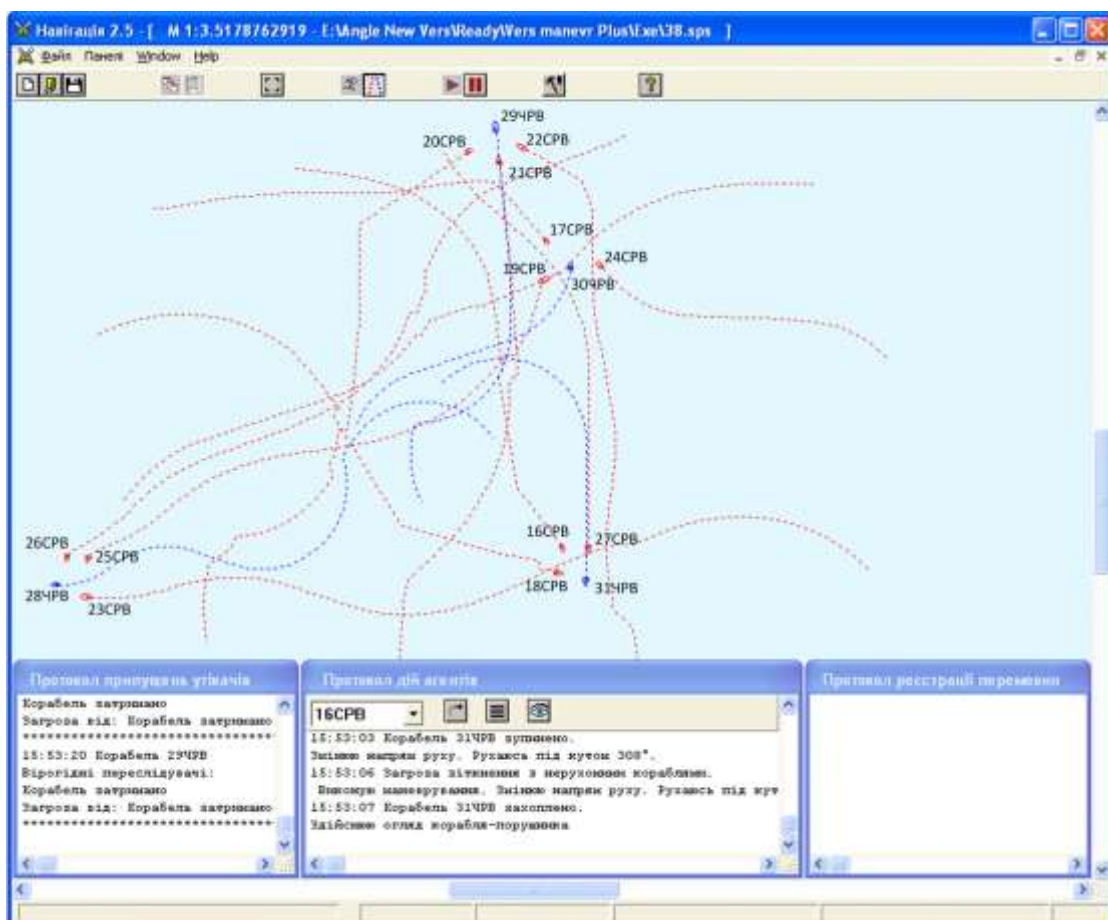 Навігація 2.5 - [ М 1:3.5178762919 - E:\Angle New Vers\Ready\Vers manevr Plus\Exe\38.sps ]
Файл Панелі Window Help
29ЧРВ
20СРВ
22СРВ
21СРВ
17СРВ
24СРВ
19СРВ
30ЧРВ
16СРВ
27СРВ
26СРВ
25СРВ
18СРВ
31ЧРВ
28ЧРВ
23СРВ
Протокол припущень утікачів
Корабель затримано
Загроза від: Корабель затримано
********************************
15:53:20 Корабель 29ЧРВ
Вірогідні переслідувачі:
Корабель затримано
Загроза від: Корабель затримано
********************************
Протокол дій агентів
16СРВ
15:53:03 Корабель 31ЧРВ зупинено.
Змінюю напрям руху. Рухаюсь під кутом 308°.
15:53:06 Загроза зіткнення з нерухомим кораблями.
Виконую маневрування. Змінюю напрям руху. Рухаюсь під кут
15:53:07 Корабель 31ЧРВ захоплено.
Здійснюю огляд корабля-порушника
Протокол реєстрації перемовин